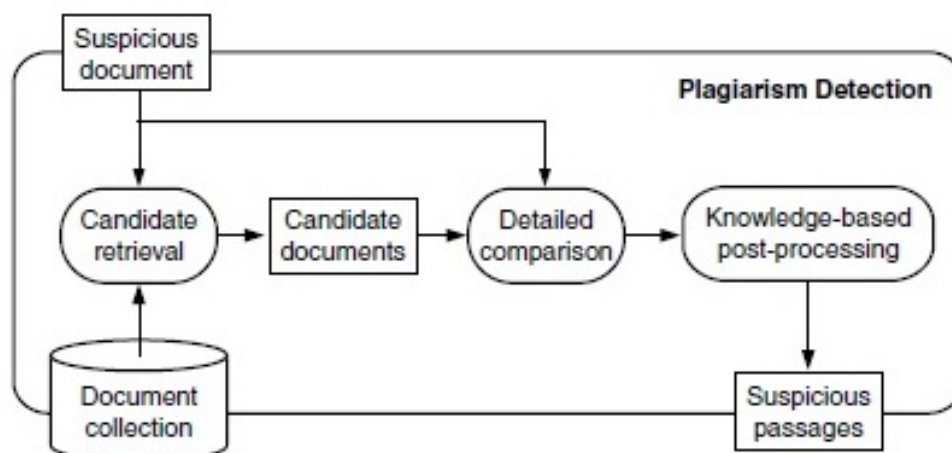 Suspicious
document
Plagiarism Detection
Candidate
retrieval
Candidate
documents
Detailed
comparison
Knowledge-based
post-processing
Document
collection
Suspicious
passages